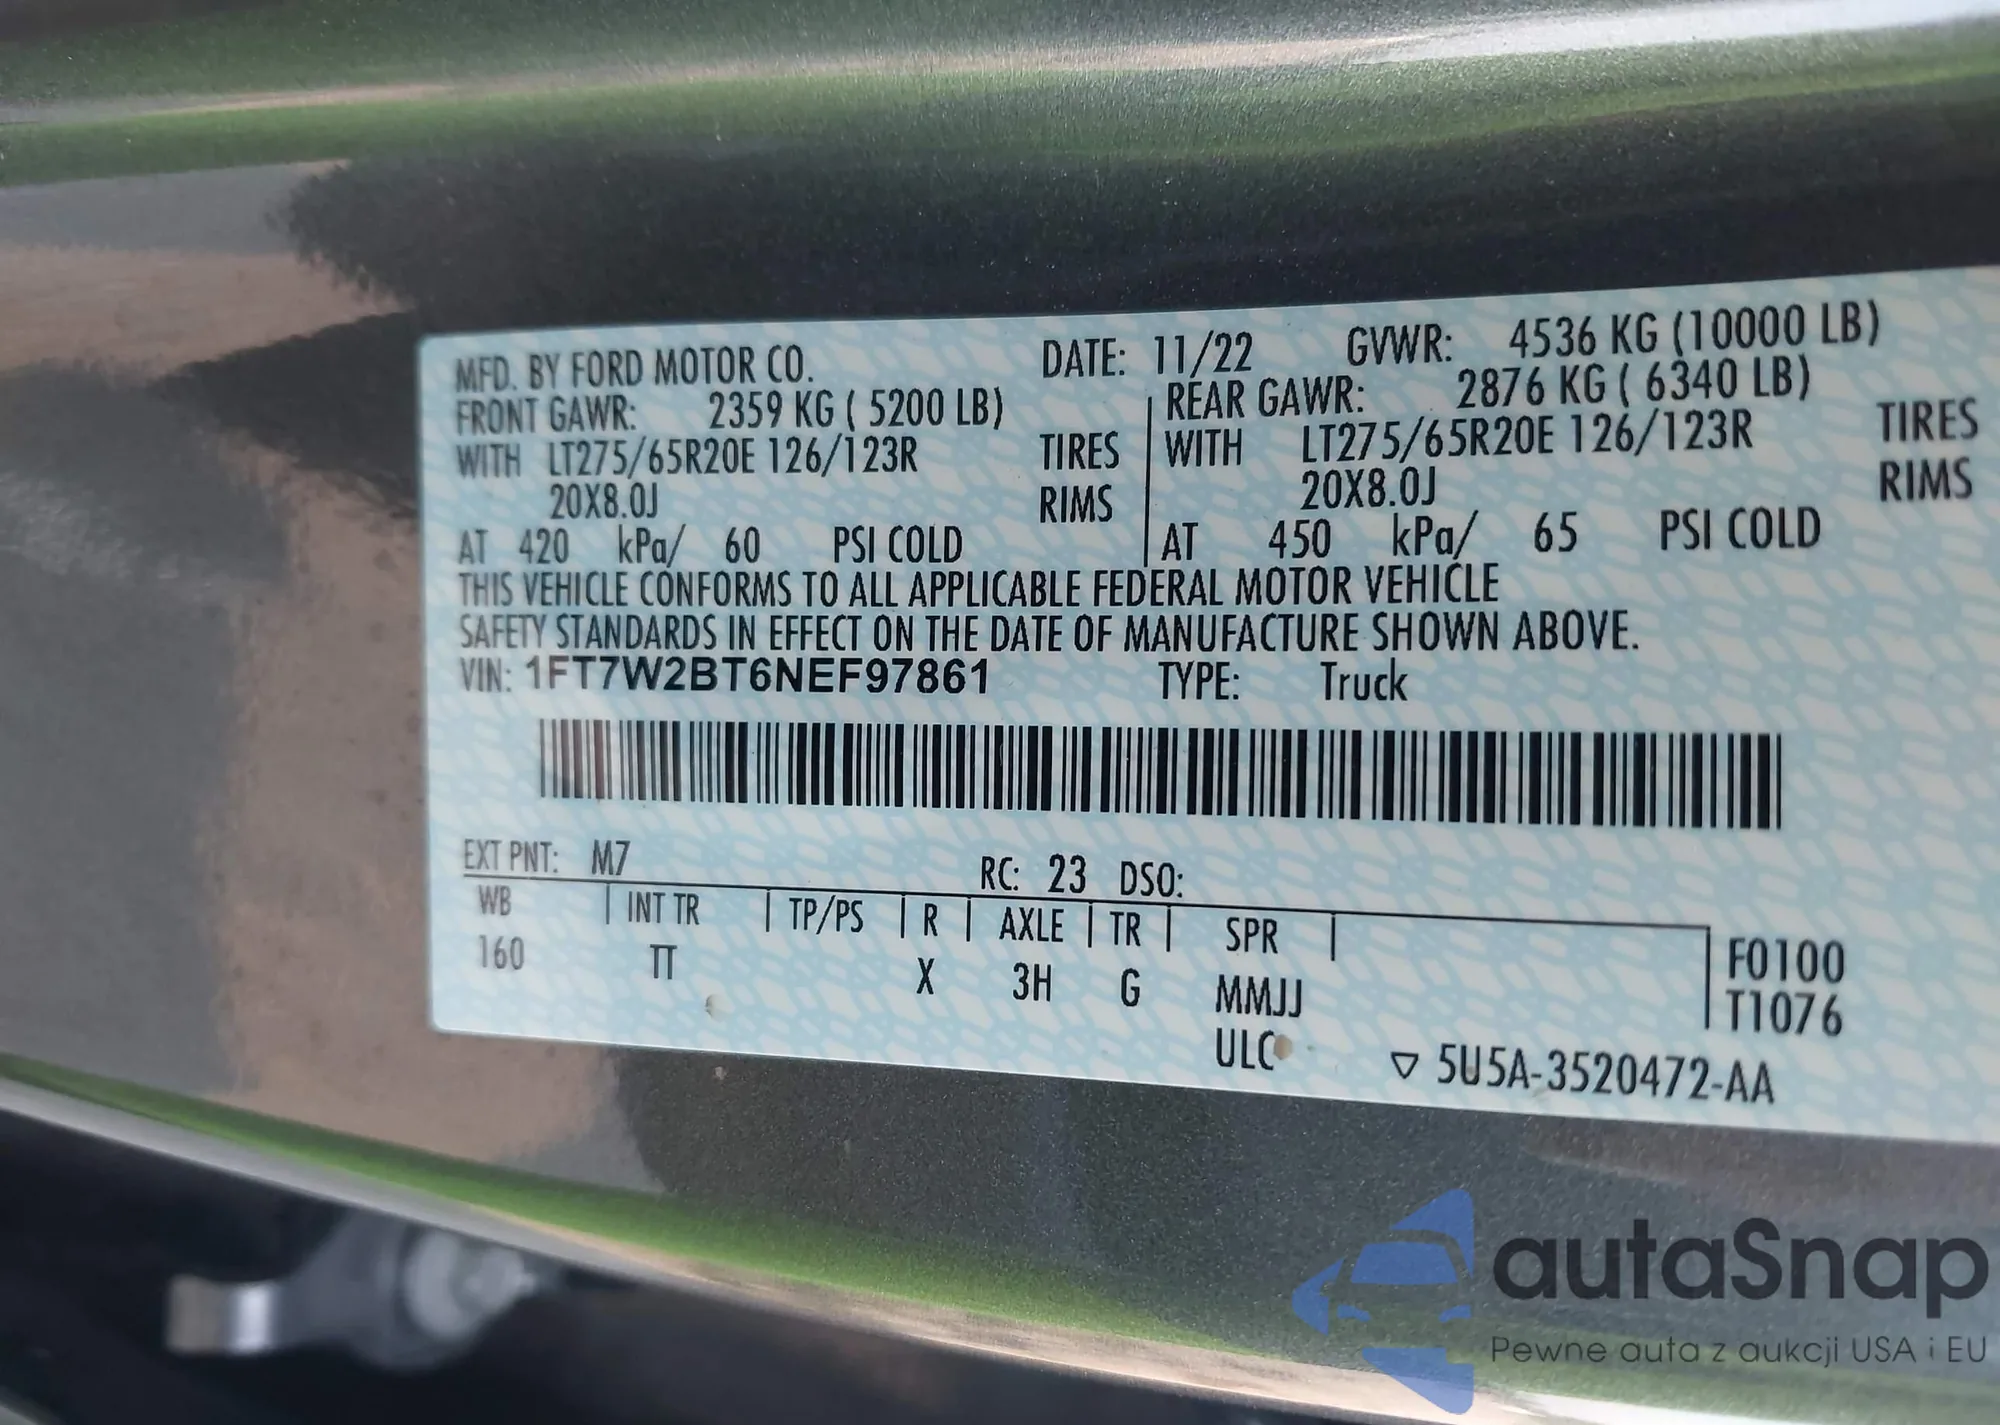 MFD. BY FORD MOTOR CO. DATE: 11/22 GVWR: 4536 KG (10000 LB)
FRONT GAWR: 2359 KG ( 5200 LB) REAR GAWR: 2876 KG ( 6340 LB)
WITH LT275/65R20E 126/123R TIRES WITH LT275/65R20E 126/123R TIRES
20X8.0J RIMS 20X8.0J RIMS
AT 420 kPa/ 60 PSI COLD AT 450 kPa/ 65 PSI COLD
THIS VEHICLE CONFORMS TO ALL APPLICABLE FEDERAL MOTOR VEHICLE
SAFETY STANDARDS IN EFFECT ON THE DATE OF MANUFACTURE SHOWN ABOVE.
VIN: 1FT7W2BT6NEF97861 TYPE: Truck
EXT PNT: M7 RC: 23 DSO:
WB INT TR TP/PS R AXLE TR SPR F0100
160 TT X 3H G MMJJ T1076
ULC ▽ 5U5A-3520472-AA
autaSnap
Pewne auta z aukcji USA i EU